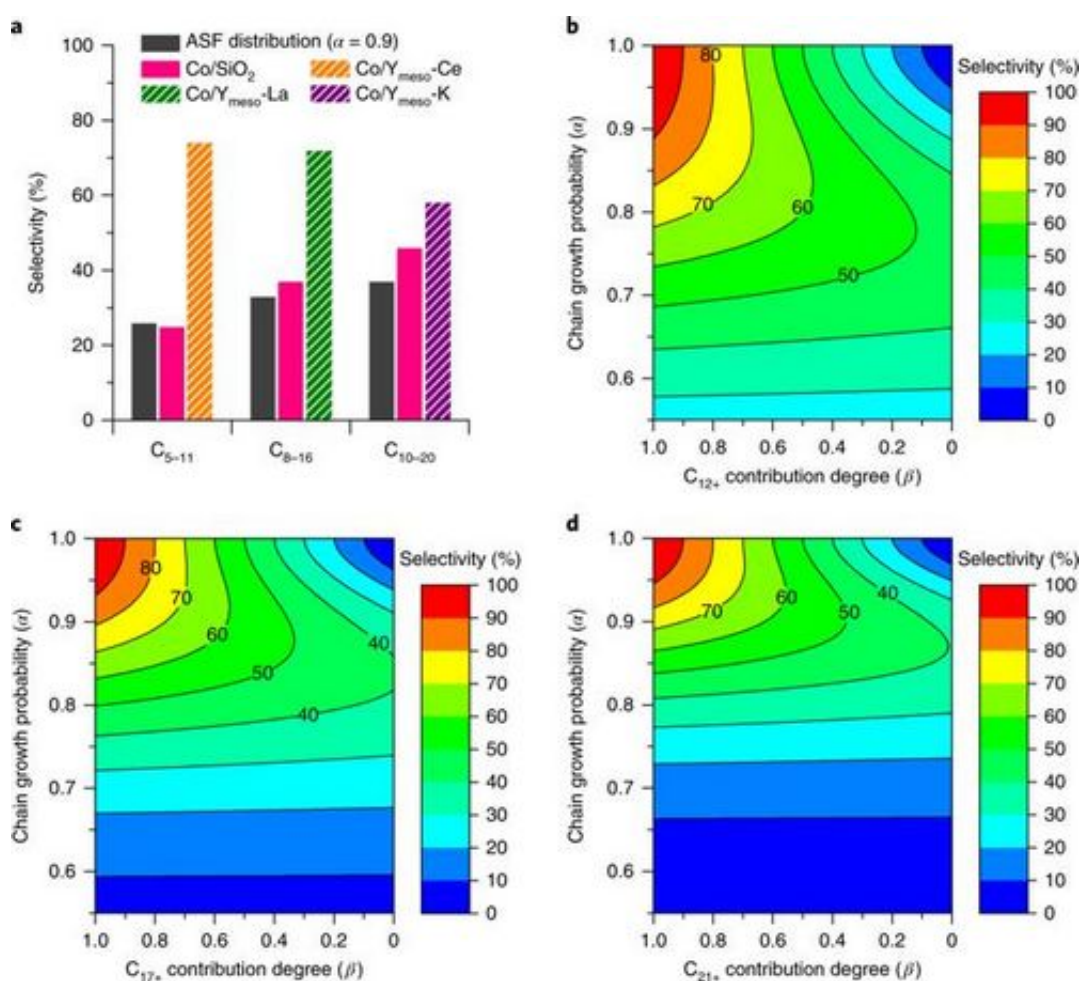 a
100
80
60
40
20
0
Selectivity (%)
ASF distribution (α = 0.9)
Co/SiO₂
Co/Yₘₑₛₒ-Ce
Co/Yₘₑₛₒ-La
Co/Yₘₑₛₒ-K
C₅₋₁₁
C₈₋₁₆
C₁₀₋₂₀
b
1.0
0.9
0.8
0.7
0.6
Chain growth probability (α)
80
70
60
50
1.0 0.8 0.6 0.4 0.2 0
C₁₂₊ contribution degree (β)
Selectivity (%)
100
90
80
70
60
50
40
30
20
10
0
c
1.0
0.9
0.8
0.7
0.6
Chain growth probability (α)
80
70
60
50
40
40
1.0 0.8 0.6 0.4 0.2 0
C₁₇₊ contribution degree (β)
Selectivity (%)
100
90
80
70
60
50
40
30
20
10
0
d
1.0
0.9
0.8
0.7
0.6
Chain growth probability (α)
70
60
50
40
1.0 0.8 0.6 0.4 0.2 0
C₂₁₊ contribution degree (β)
Selectivity (%)
100
90
80
70
60
50
40
30
20
10
0